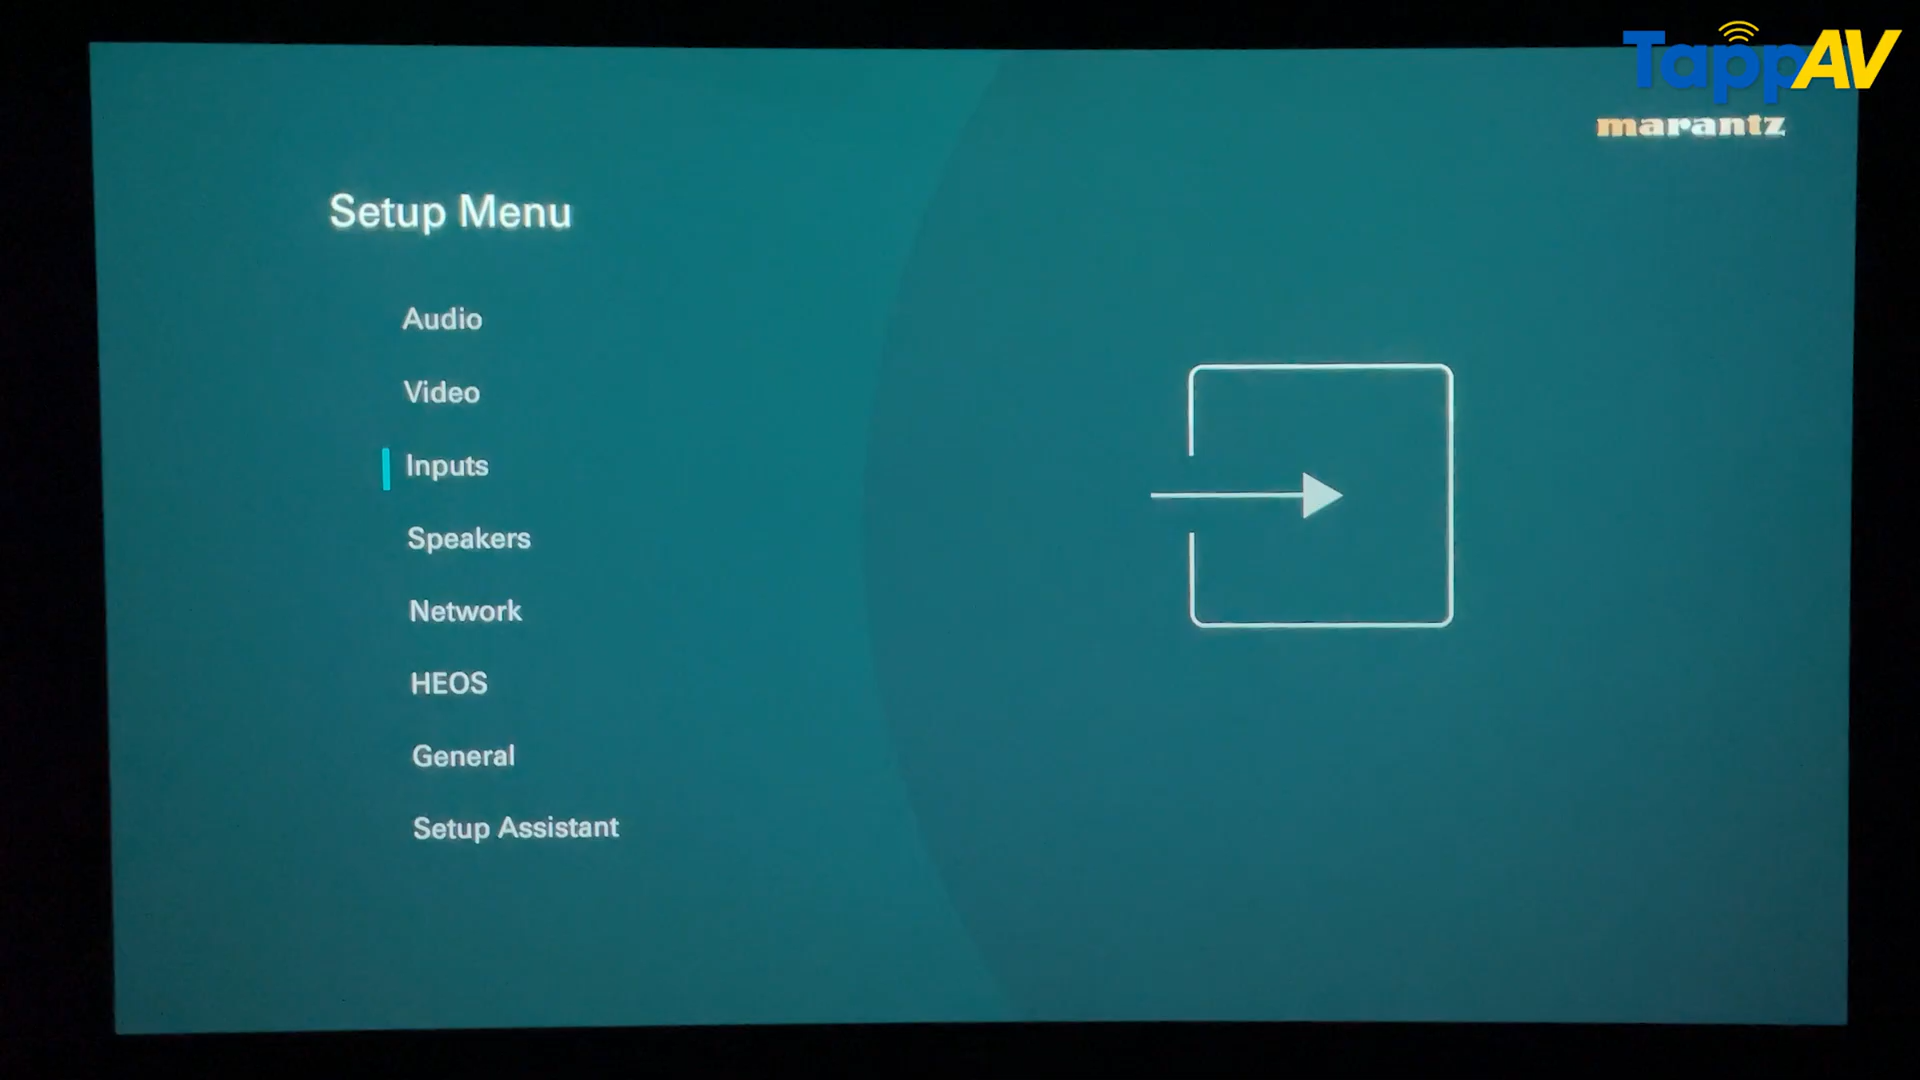 TappAV
marantz
Setup Menu
Audio
Video
Inputs
Speakers
Network
HEOS
General
Setup Assistant